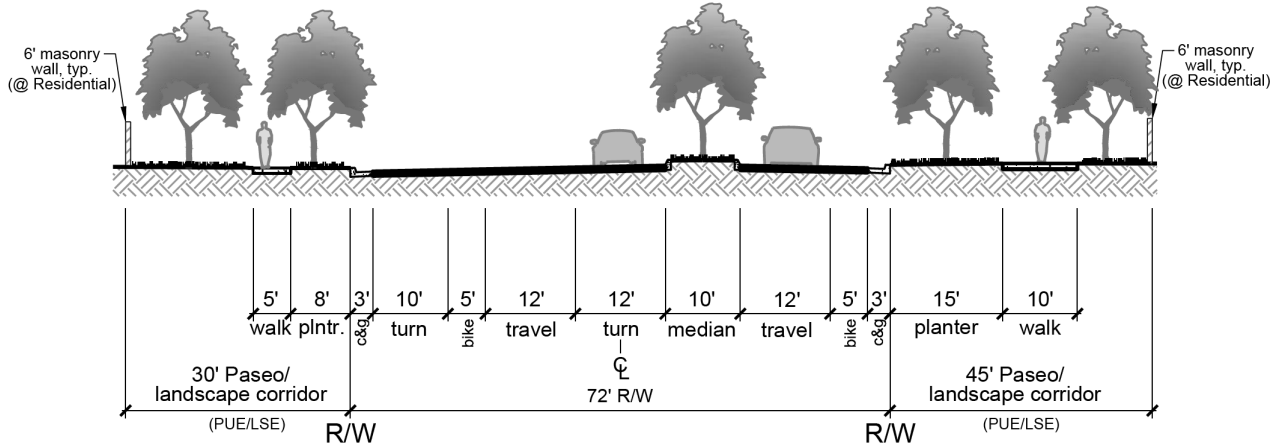 6' masonry
wall, typ.
(@ Residential)
6' masonry
wall, typ.
(@ Residential)
5' 8' 3' 10' 5' 12' 12' 10' 12' 5' 3' 15' 10'
walk plntr. c&g turn bike travel turn median travel bike c&g planter walk
℄
30' Paseo/
landscape corridor
(PUE/LSE)
72' R/W
45' Paseo/
landscape corridor
(PUE/LSE)
R/W
R/W